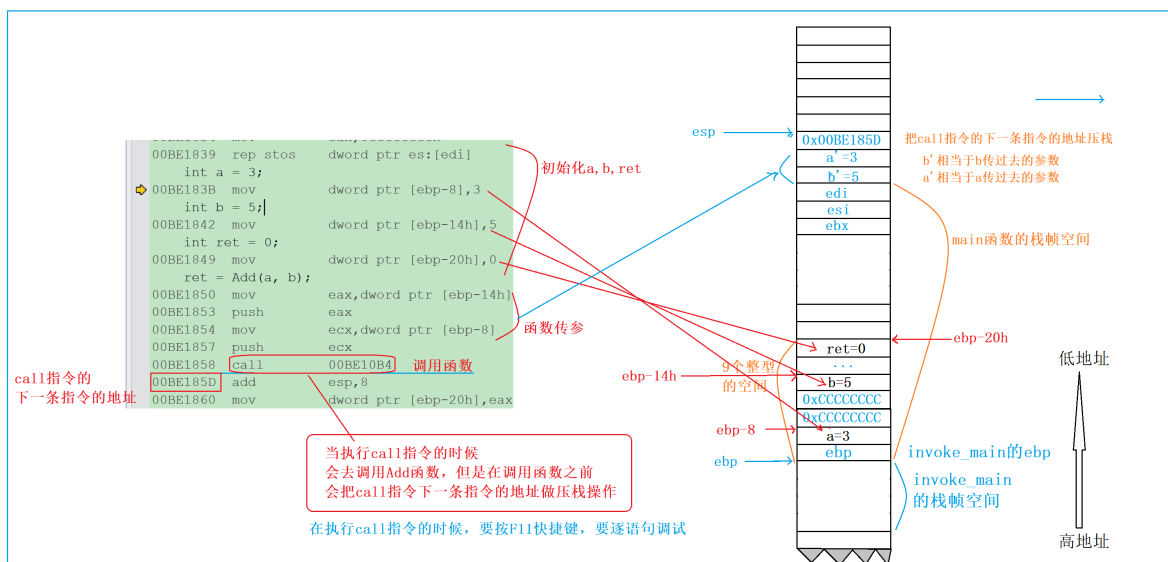 00BE1839 rep stos dword ptr es:[edi]
int a = 3;
00BE183B mov dword ptr [ebp-8],3
int b = 5;
00BE1842 mov dword ptr [ebp-14h],5
int ret = 0;
00BE1849 mov dword ptr [ebp-20h],0
ret = Add(a, b);
00BE1850 mov eax,dword ptr [ebp-14h]
00BE1853 push eax
00BE1854 mov ecx,dword ptr [ebp-8]
00BE1857 push ecx
00BE1858 call 00BE10B4
00BE185D add esp,8
00BE1860 mov dword ptr [ebp-20h],eax
初始化a,b,ret
函数传参
调用函数
call指令的
下一条指令的地址
当执行call指令的时候
会去调用Add函数，但是在调用函数之前
会把call指令下一条指令的地址做压栈操作
在执行call指令的时候，要按F11快捷键，要逐语句调试
esp
0x00BE185D
a'=3
b'=5
edi
esi
ebx
ret=0
...
b=5
0xCCCCCCCC
0xCCCCCCCC
a=3
ebp
把call指令的下一条指令的地址压栈
b'相当于b传过去的参数
a'相当于a传过去的参数
main函数的栈帧空间
ebp-20h
ebp-14h
9个整型
的空间
ebp-8
ebp
invoke_main的ebp
invoke_main
的栈帧空间
低地址
高地址